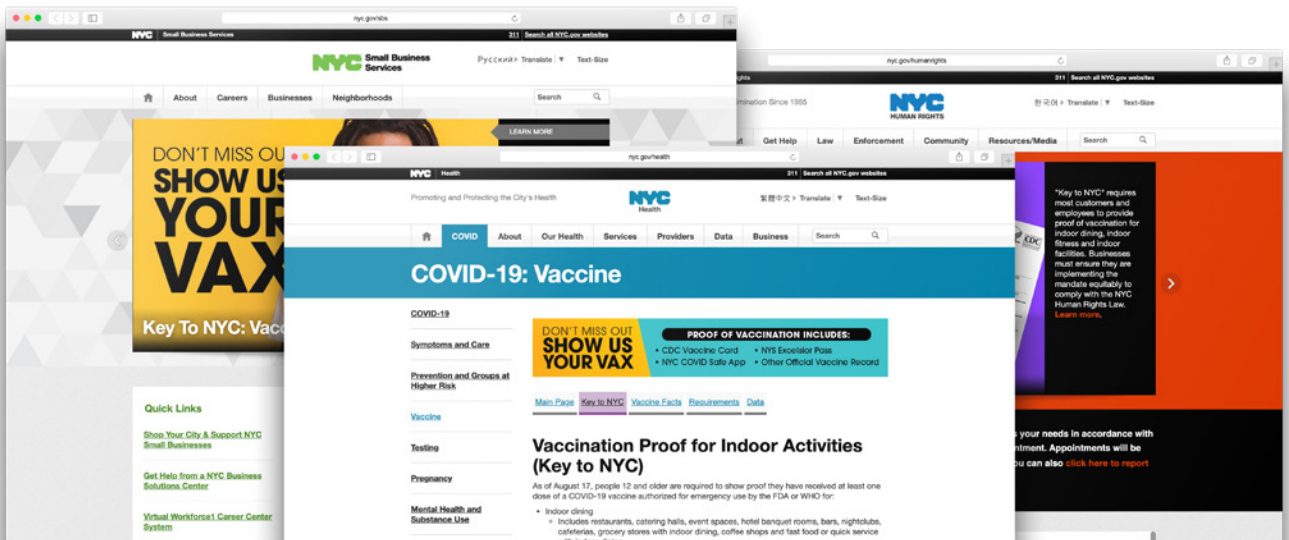 nyc.gov/sbs
NYC Small Business Services
311 Search all NYC.gov websites
NYC Small Business
Services
Русский Translate Text-Size
About Careers Businesses Neighborhoods Search
LEARN MORE
DON'T MISS OU
SHOW US
YOUR
VAX
Key To NYC: Vacc
Quick Links
Shop Your City & Support NYC
Small Businesses
Get Help from a NYC Business
Solutions Center
Virtual Workforce1 Career Center
System
nyc.gov/health
NYC Health
311 Search all NYC.gov websites
Promoting and Protecting the City's Health
NYC
Health
繁體中文 Translate Text-Size
COVID About Our Health Services Providers Data Business Search
COVID-19: Vaccine
COVID-19
Symptoms and Care
Prevention and Groups at
Higher Risk
Vaccine
Testing
Pregnancy
Mental Health and
Substance Use
DON'T MISS OUT
SHOW US
YOUR VAX
PROOF OF VACCINATION INCLUDES:
• CDC Vaccine Card • NYS Excelsior Pass
• NYC COVID Safe App • Other Official Vaccine Record
Main Page Key to NYC Vaccine Facts Requirements Data
Vaccination Proof for Indoor Activities
(Key to NYC)
As of August 17, people 12 and older are required to show proof they have received at least one
dose of a COVID-19 vaccine authorized for emergency use by the FDA or WHO for:
• Indoor dining
Includes restaurants, catering halls, event spaces, hotel banquet rooms, bars, nightclubs,
cafeterias, grocery stores with indoor dining, coffee shops and fast food or quick service
nyc.gov/humanrights
ights
311 Search all NYC.gov websites
mination Since 1955
NYC
HUMAN RIGHTS
한국어 Translate Text-Size
Get Help Law Enforcement Community Resources/Media Search
CDC
"Key to NYC" requires
most customers and
employees to provide
proof of vaccination for
indoor dining, indoor
fitness and indoor
facilities. Businesses
must ensure they are
implementing the
mandate equitably to
comply with the NYC
Human Rights Law.
Learn more.
s your needs in accordance with
ntment. Appointments will be
ou can also click here to report